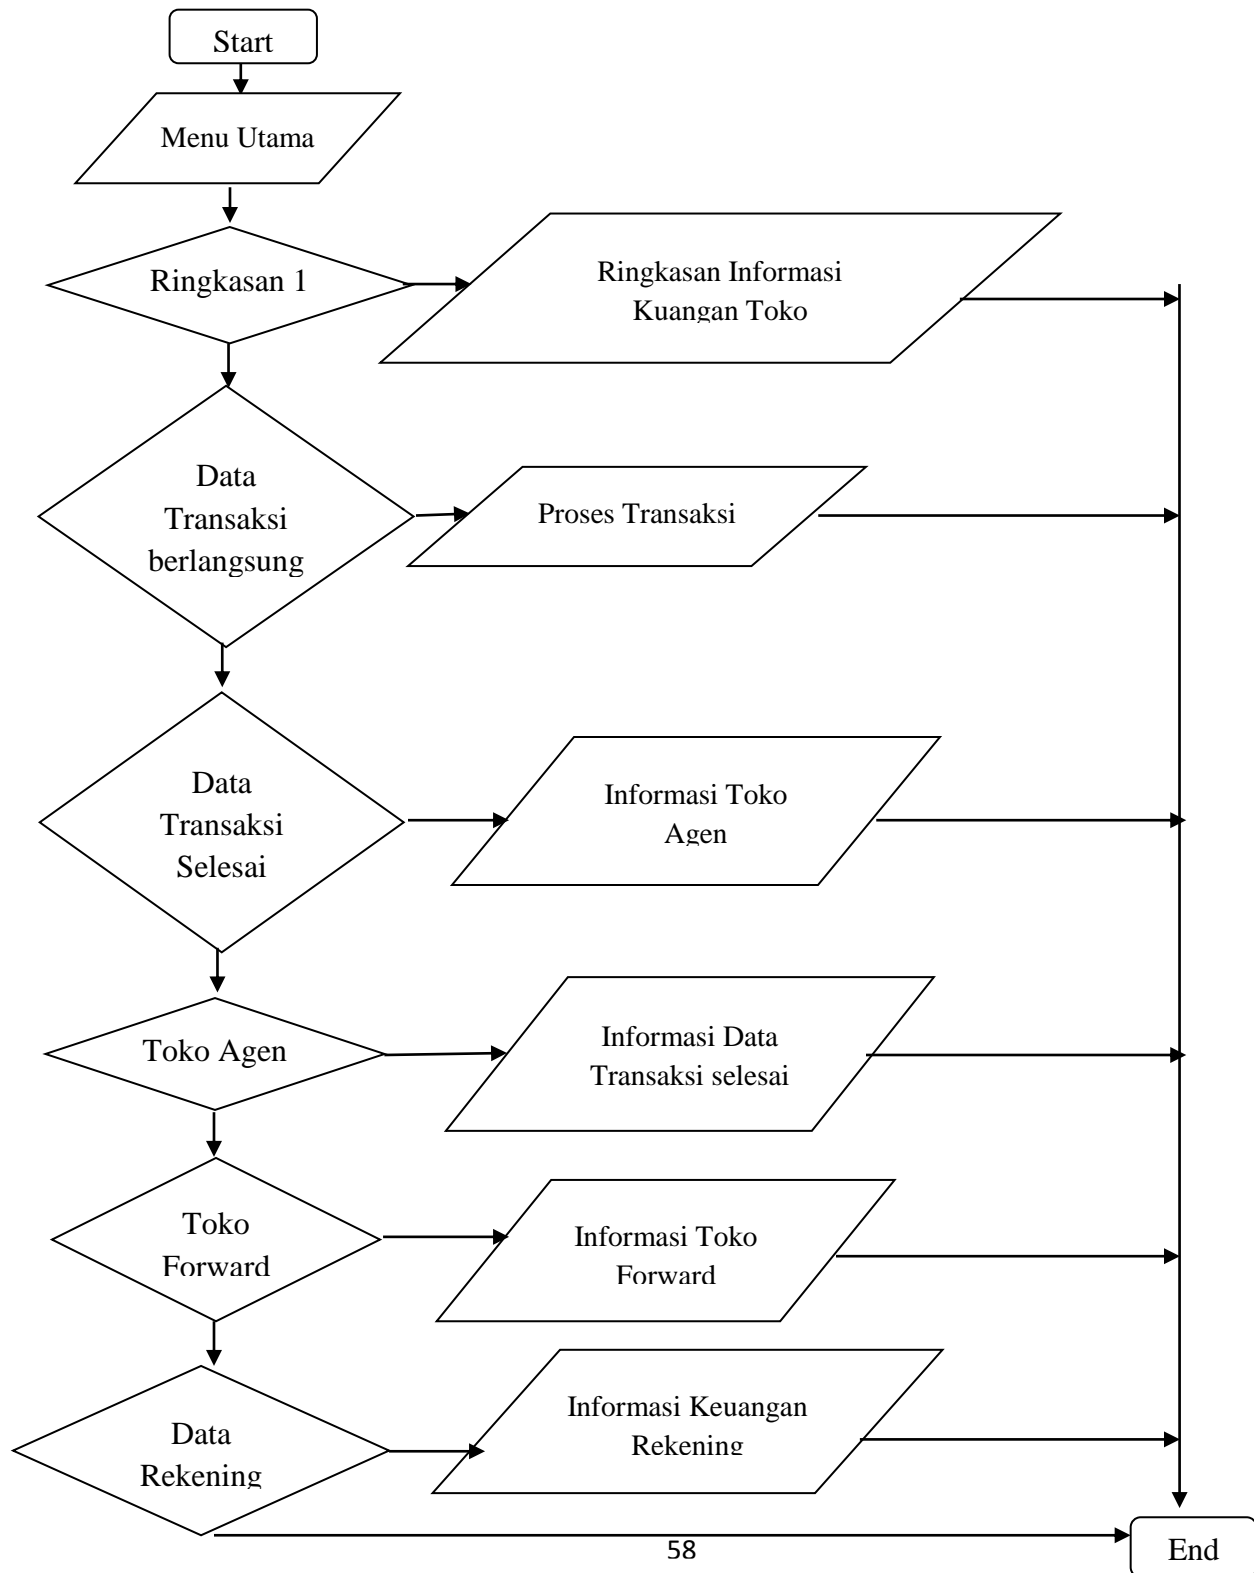 Start
Menu Utama
Ringkasan 1
Ringkasan Informasi
Kuangan Toko
Data
Transaksi
berlangsung
Proses Transaksi
Data
Transaksi
Selesai
Informasi Toko
Agen
Toko Agen
Informasi Data
Transaksi selesai
Toko
Forward
Informasi Toko
Forward
Data
Rekening
Informasi Keuangan
Rekening
End
58